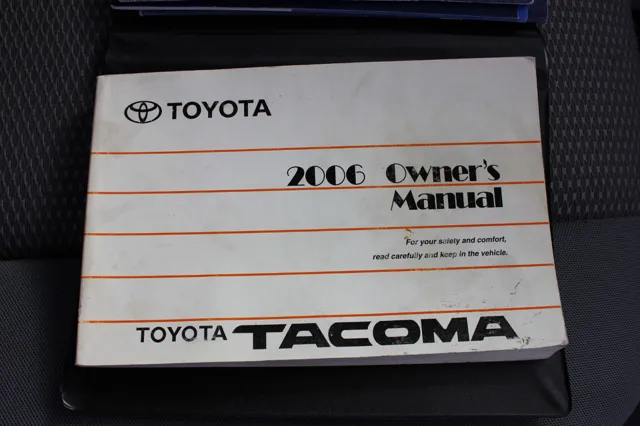 TOYOTA
2006 Owner's
Manual
For your safety and comfort,
read carefully and keep in the vehicle.
TOYOTA TACOMA